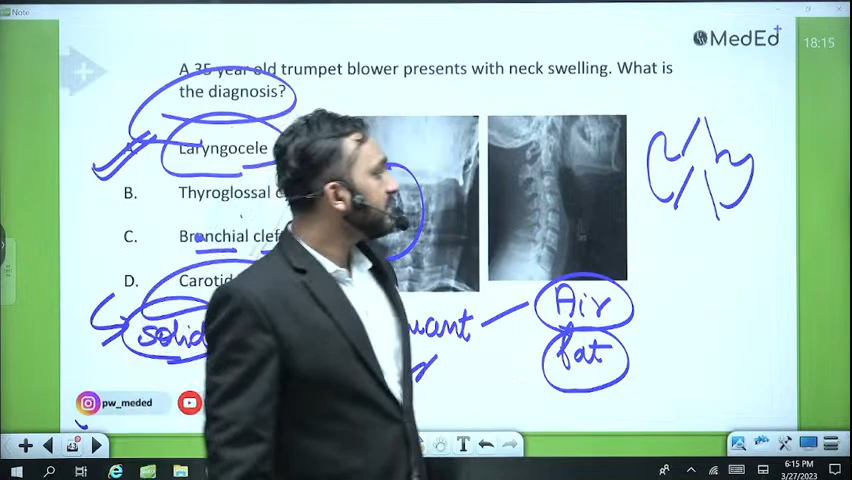 Note
MedEd
18:15
A 35 year old trumpet blower presents with neck swelling. What is
the diagnosis?
A. Laryngocele
B. Thyroglossal
C. Branchial clef
D. Carotid
solid
Air
fat
pw_meded
6:15 PM
3/27/2023